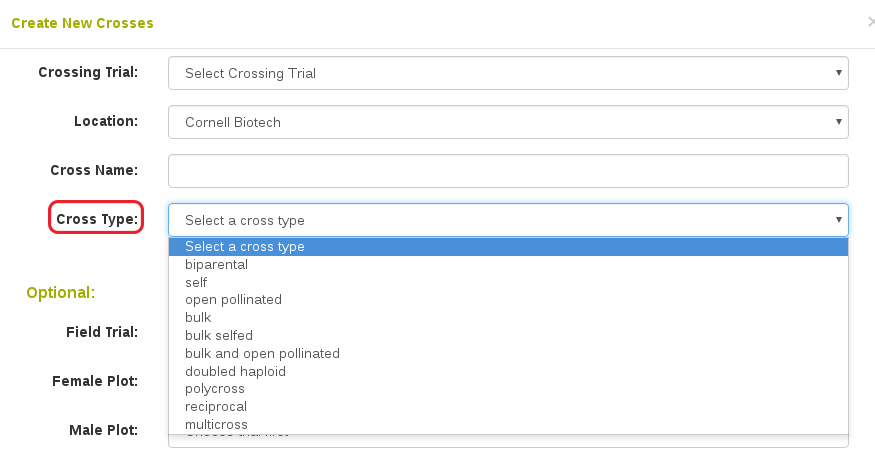 Create New Crosses ×
Crossing Trial: Select Crossing Trial
Location: Cornell Biotech
Cross Name:
Cross Type: Select a cross type
Select a cross type
biparental
self
open pollinated
bulk
bulk selfed
bulk and open pollinated
doubled haploid
polycross
reciprocal
multicross
Optional:
Field Trial:
Female Plot:
Male Plot: